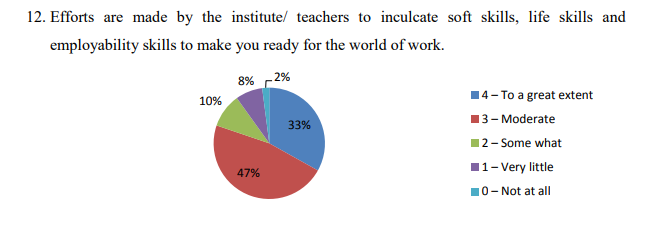 12. Efforts are made by the institute/ teachers to inculcate soft skills, life skills and
employability skills to make you ready for the world of work.
8% 2%
10%
33%
47%
4 – To a great extent
3 – Moderate
2 – Some what
1 – Very little
0 – Not at all